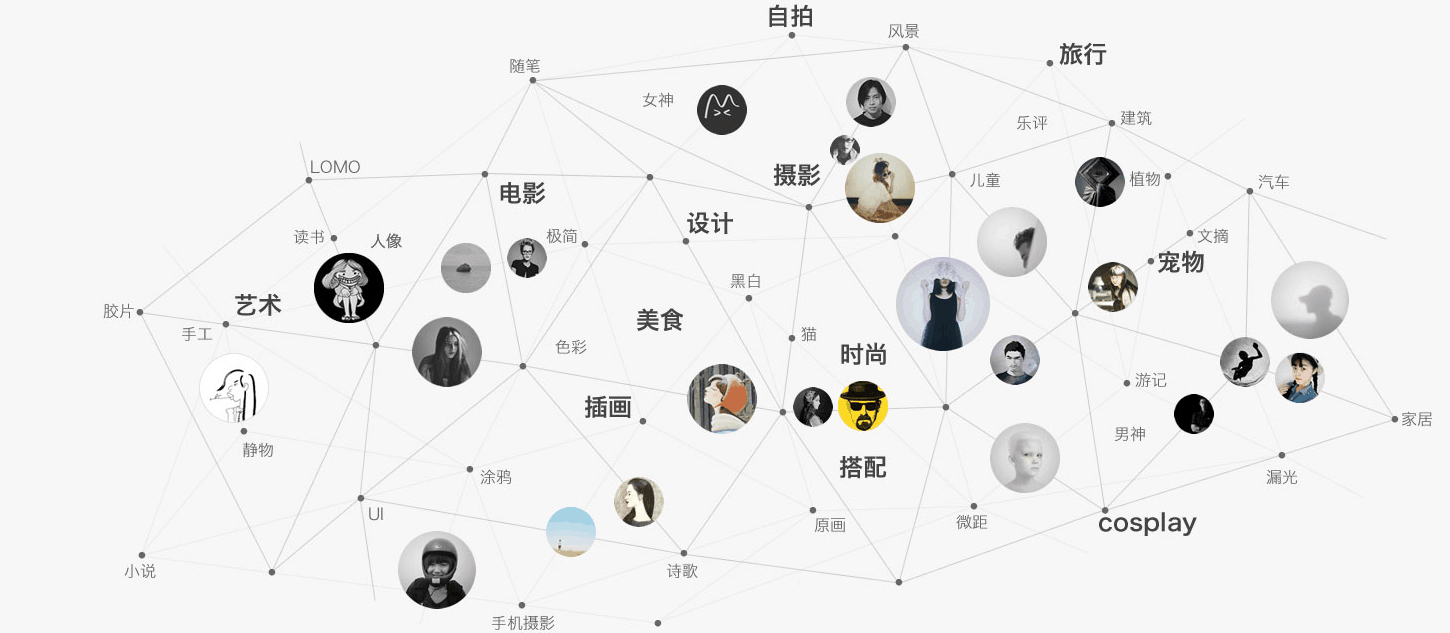 自拍
风景
旅行
随笔
女神
乐评
建筑
LOMO
摄影
儿童
植物
汽车
电影
设计
读书
人像
极简
文摘
宠物
黑白
艺术
胶片
手工
美食
猫
色彩
时尚
游记
插画
家居
男神
静物
搭配
涂鸦
漏光
UI
原画
微距
cosplay
小说
诗歌
手机摄影